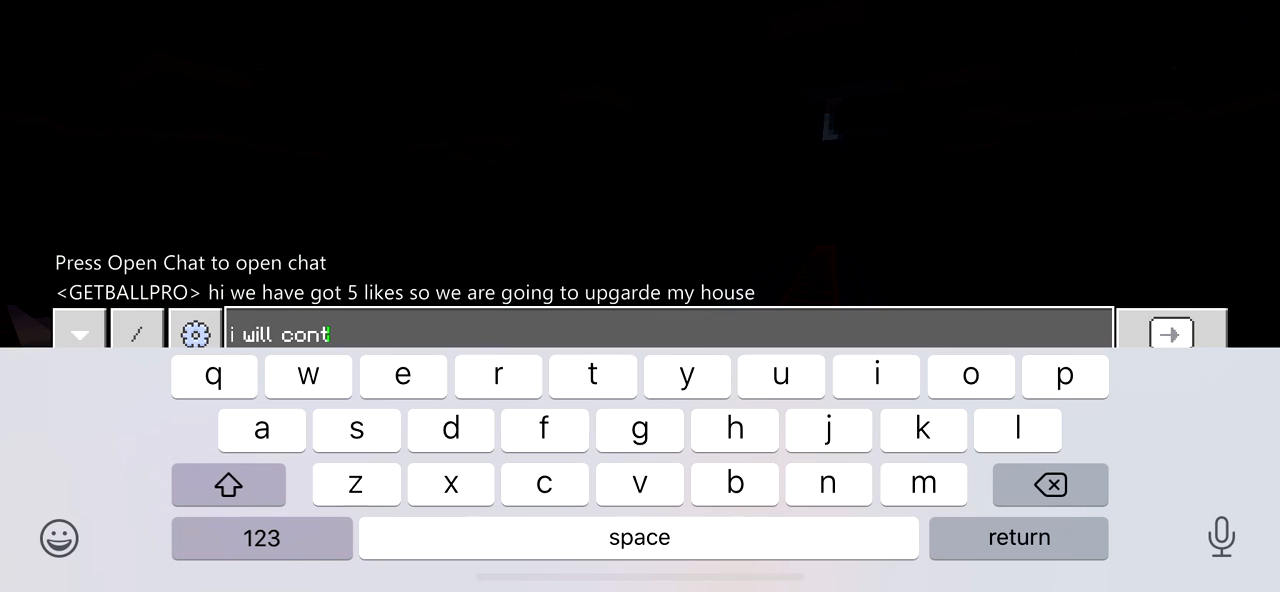 Press Open Chat to open chat
<GETBALLPRO> hi we have got 5 likes so we are going to upgarde my house
/ i will cont
q w e r t y u i o p
a s d f g h j k l
z x c v b n m
123 space return